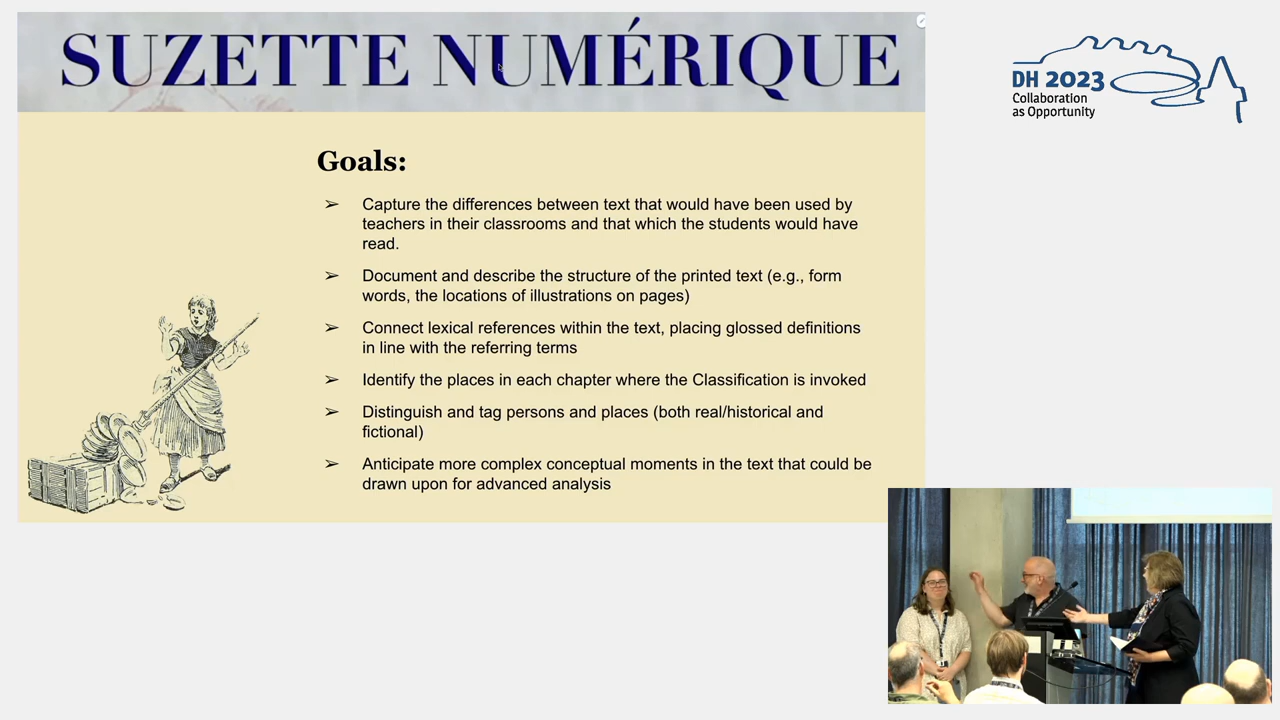 SUZETTE NUMÉRIQUE
DH 2023
Collaboration
as Opportunity
Goals:
➢ Capture the differences between text that would have been used by
teachers in their classrooms and that which the students would have
read.
➢ Document and describe the structure of the printed text (e.g., form
words, the locations of illustrations on pages)
➢ Connect lexical references within the text, placing glossed definitions
in line with the referring terms
➢ Identify the places in each chapter where the Classification is invoked
➢ Distinguish and tag persons and places (both real/historical and
fictional)
➢ Anticipate more complex conceptual moments in the text that could be
drawn upon for advanced analysis